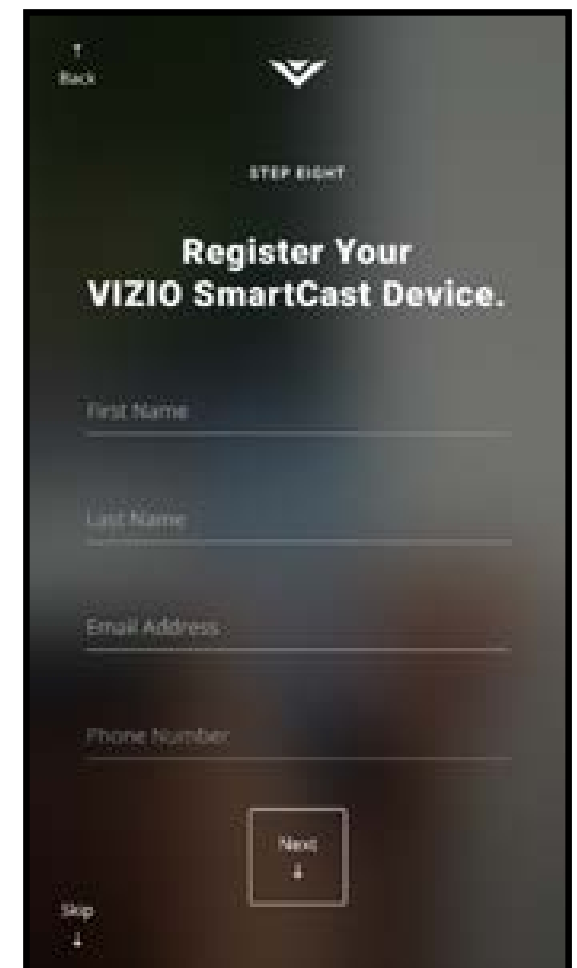 ↑
Back
STEP EIGHT
Register Your
VIZIO SmartCast Device.
First Name
Last Name
Email Address
Phone Number
Next
↓
Skip
↓